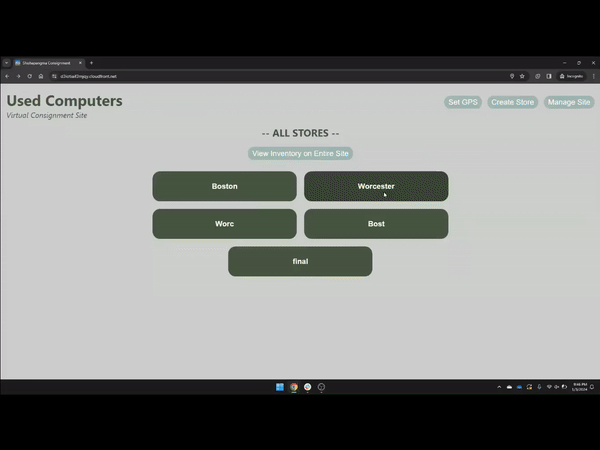 Used Computers
Virtual Consignment Site
Set GPS
Create Store
Manage Site
-- ALL STORES --
View Inventory on Entire Site
Boston
Worcester
Worc
Bost
final